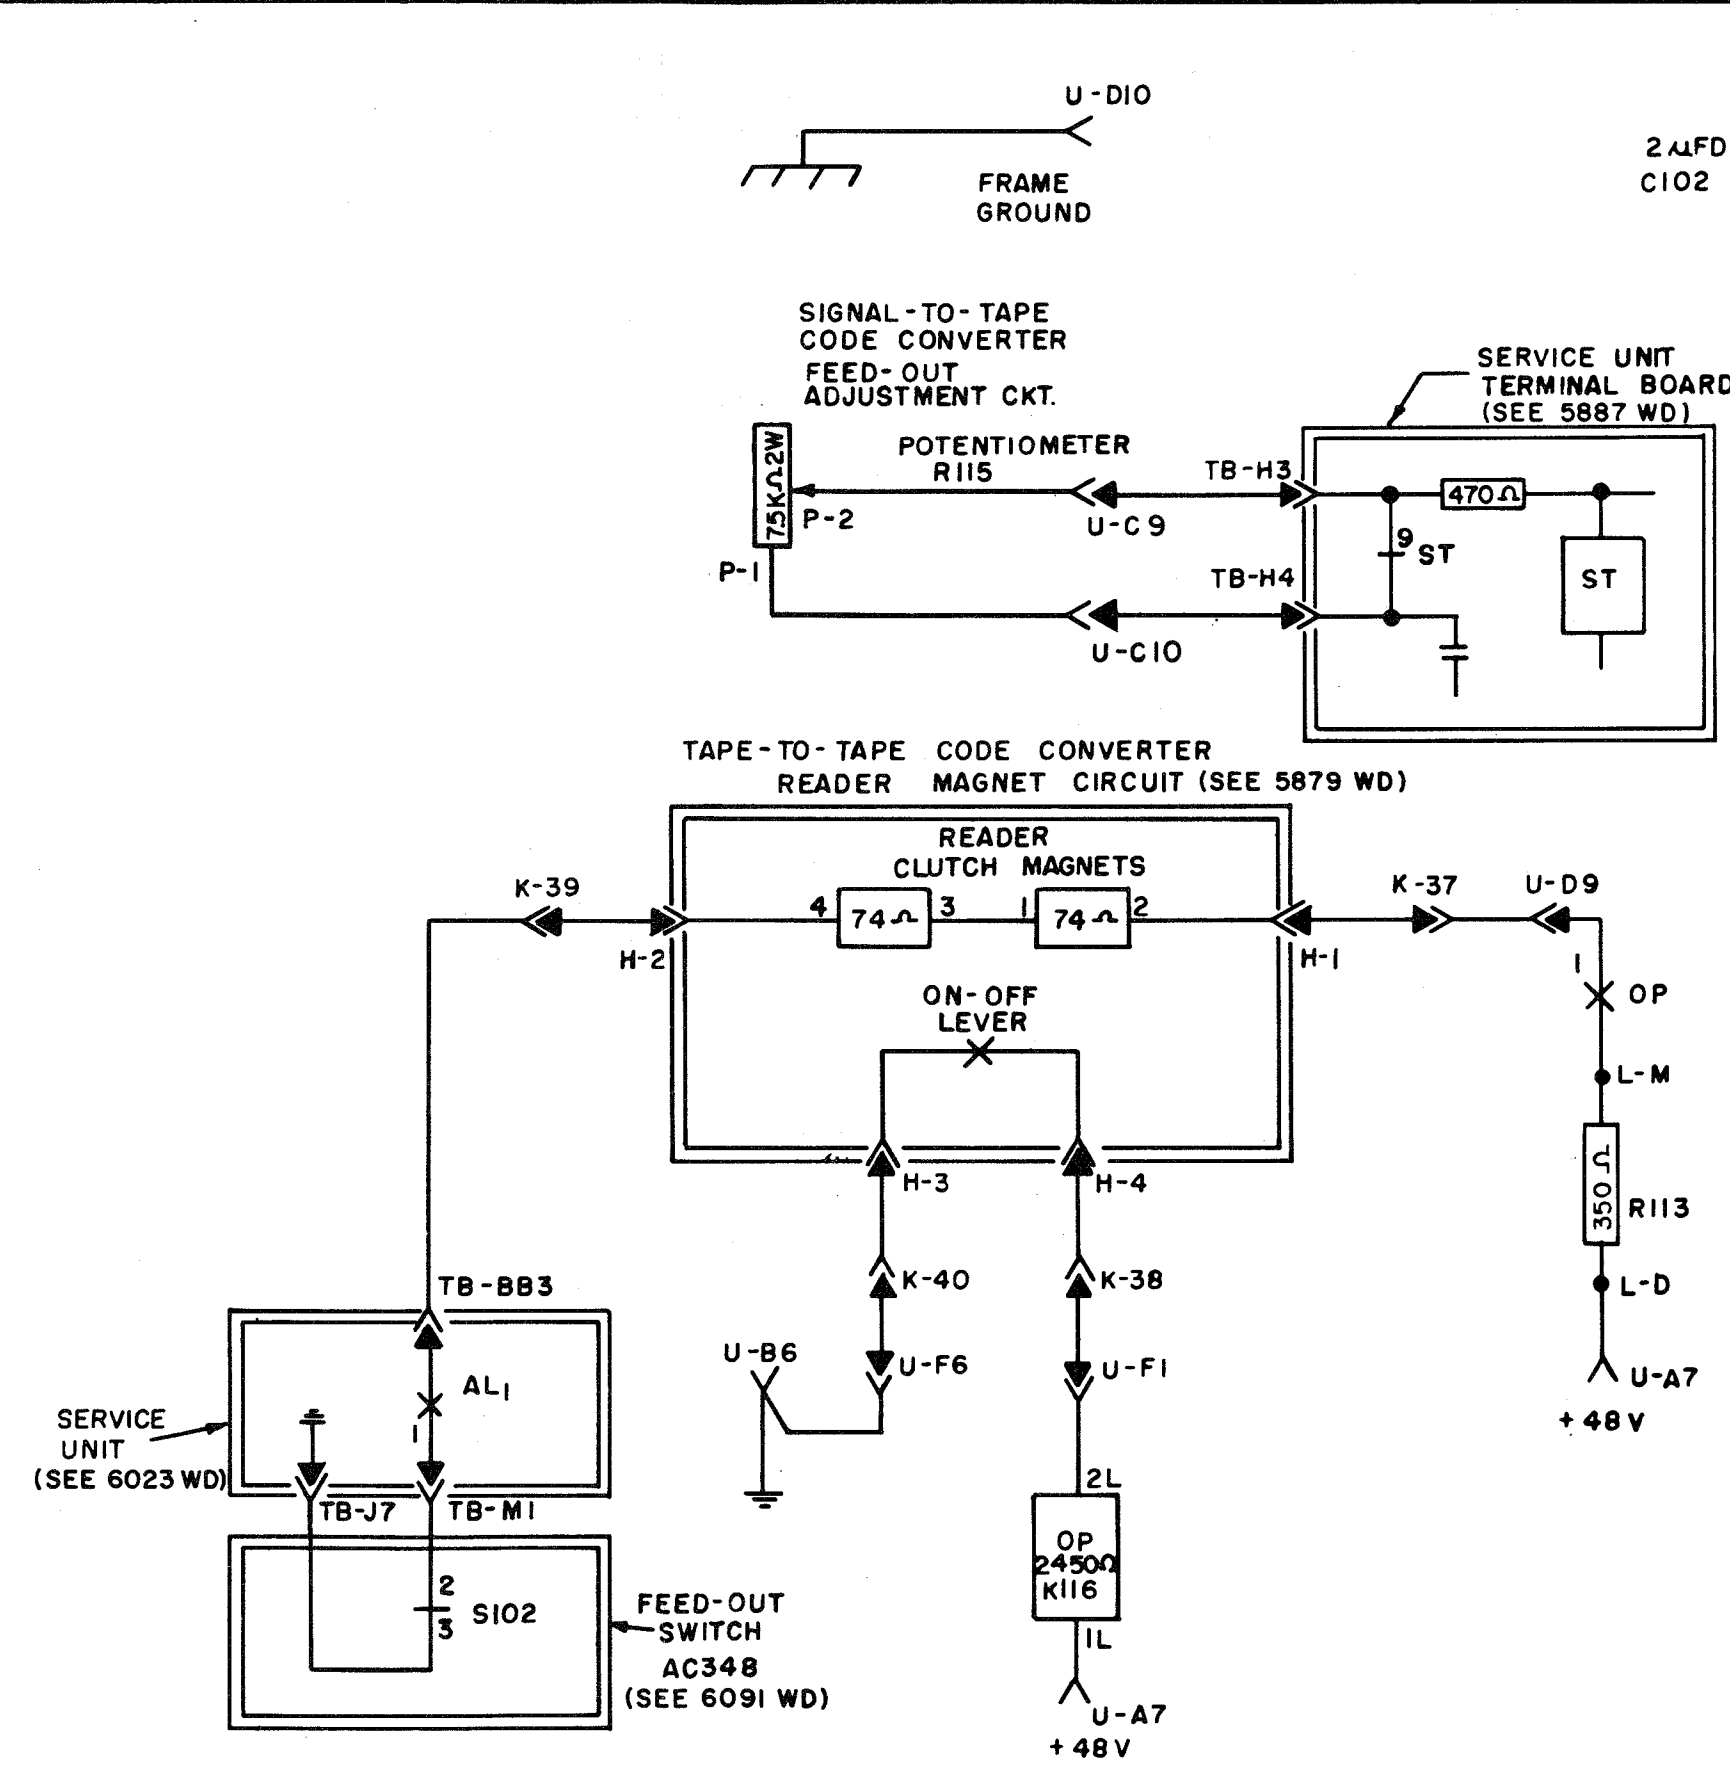 U-D10
FRAME
GROUND
2 µFD
C102
SIGNAL-TO-TAPE
CODE CONVERTER
FEED-OUT
ADJUSTMENT CKT.
SERVICE UNIT
TERMINAL BOARD
(SEE 5887 WD)
POTENTIOMETER
R115
75KΩ2W
P-2
P-1
U-C9
TB-H3
470Ω
9
ST
ST
TB-H4
U-C10
TAPE-TO-TAPE CODE CONVERTER
READER MAGNET CIRCUIT (SEE 5879 WD)
READER
CLUTCH MAGNETS
K-39
4
74Ω
3
1
74Ω
2
K-37
U-D9
H-2
H-1
1
OP
ON-OFF
LEVER
L-M
350Ω
R113
H-3
H-4
K-40
K-38
L-D
TB-BB3
U-B6
U-F6
U-F1
U-A7
+48V
AL1
1
SERVICE
UNIT
(SEE 6023 WD)
TB-J7
TB-M1
2L
OP
2450Ω
K116
1L
2
3
S102
FEED-OUT
SWITCH
AC348
(SEE 6091 WD)
U-A7
+48V